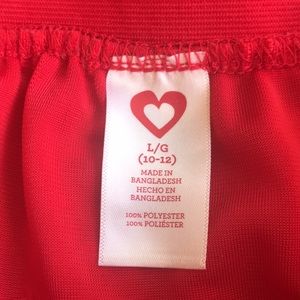 L/G
(10-12)
MADE IN
BANGLADESH
HECHO EN
BANGLADESH
100% POLYESTER
100% POLIÉSTER